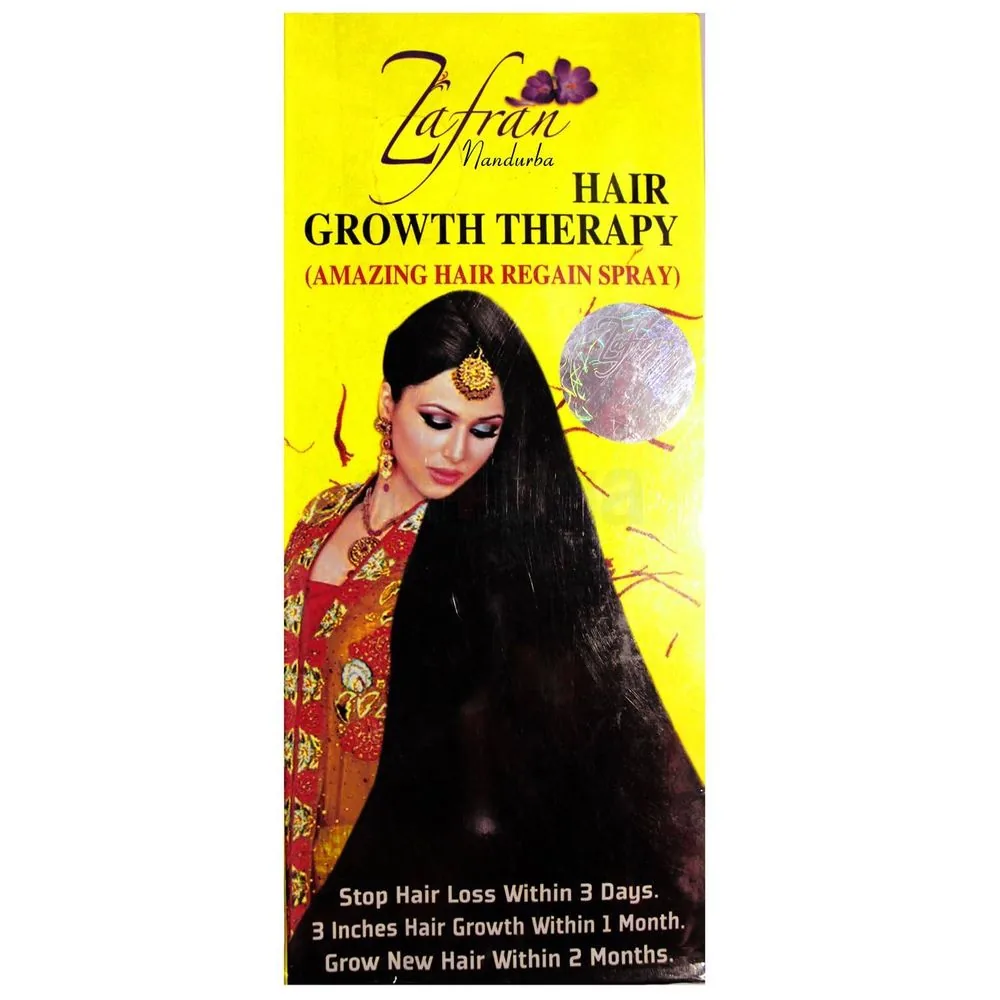 Zafran
Nandurba
HAIR
GROWTH THERAPY
(AMAZING HAIR REGAIN SPRAY)
Zafran
Stop Hair Loss Within 3 Days.
3 Inches Hair Growth Within 1 Month.
Grow New Hair Within 2 Months.